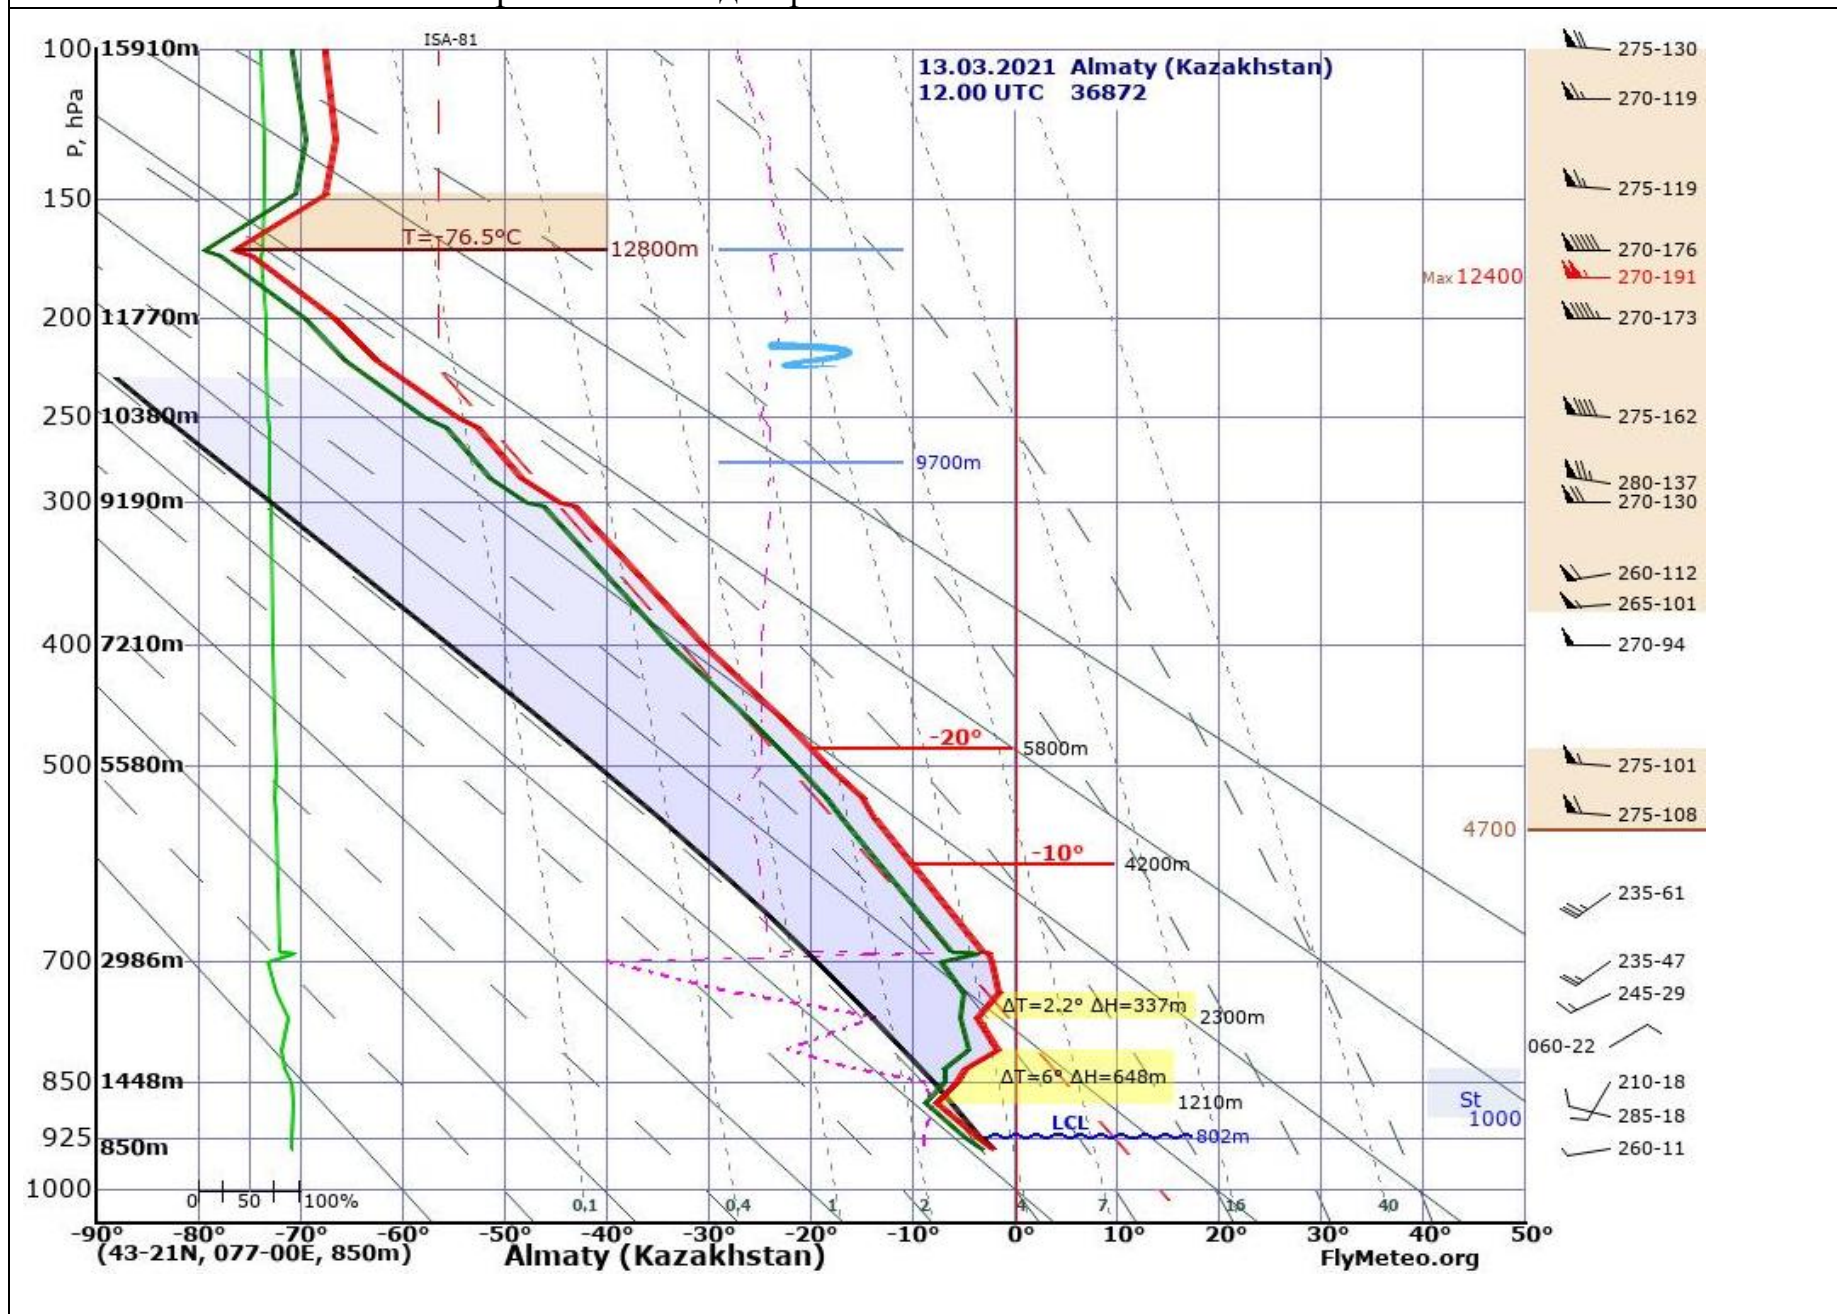 ISA-81
100 15910m
13.03.2021 Almaty (Kazakhstan)
12.00 UTC 36872
275-130
270-119
P, hPa
150
275-119
T=-76.5°C
12800m
270-176
Max 12400
270-191
200 11770m
270-173
250 10380m
275-162
9700m
280-137
300 9190m
270-130
260-112
265-101
400 7210m
270-94
-20°
5800m
500 5580m
275-101
275-108
4700
-10°
4200m
235-61
700 2986m
235-47
245-29
ΔT=2.2° ΔH=337m
2300m
060-22
850 1448m
ΔT=6° ΔH=648m
210-18
1210m
St
1000
285-18
LCL
925
802m
850m
260-11
1000
0 50 100%
0,1 0,4 1 2 4 7 16 40
-90° -80° -70° -60° -50° -40° -30° -20° -10° 0° 10° 20° 30° 40° 50°
(43-21N, 077-00E, 850m)
Almaty (Kazakhstan)
FlyMeteo.org